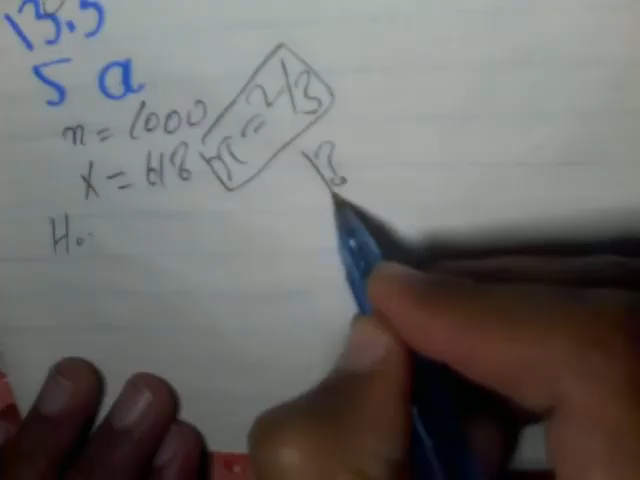 13.5
5 a
n = 1000
x = 618
π = 2/3
?
H₀: